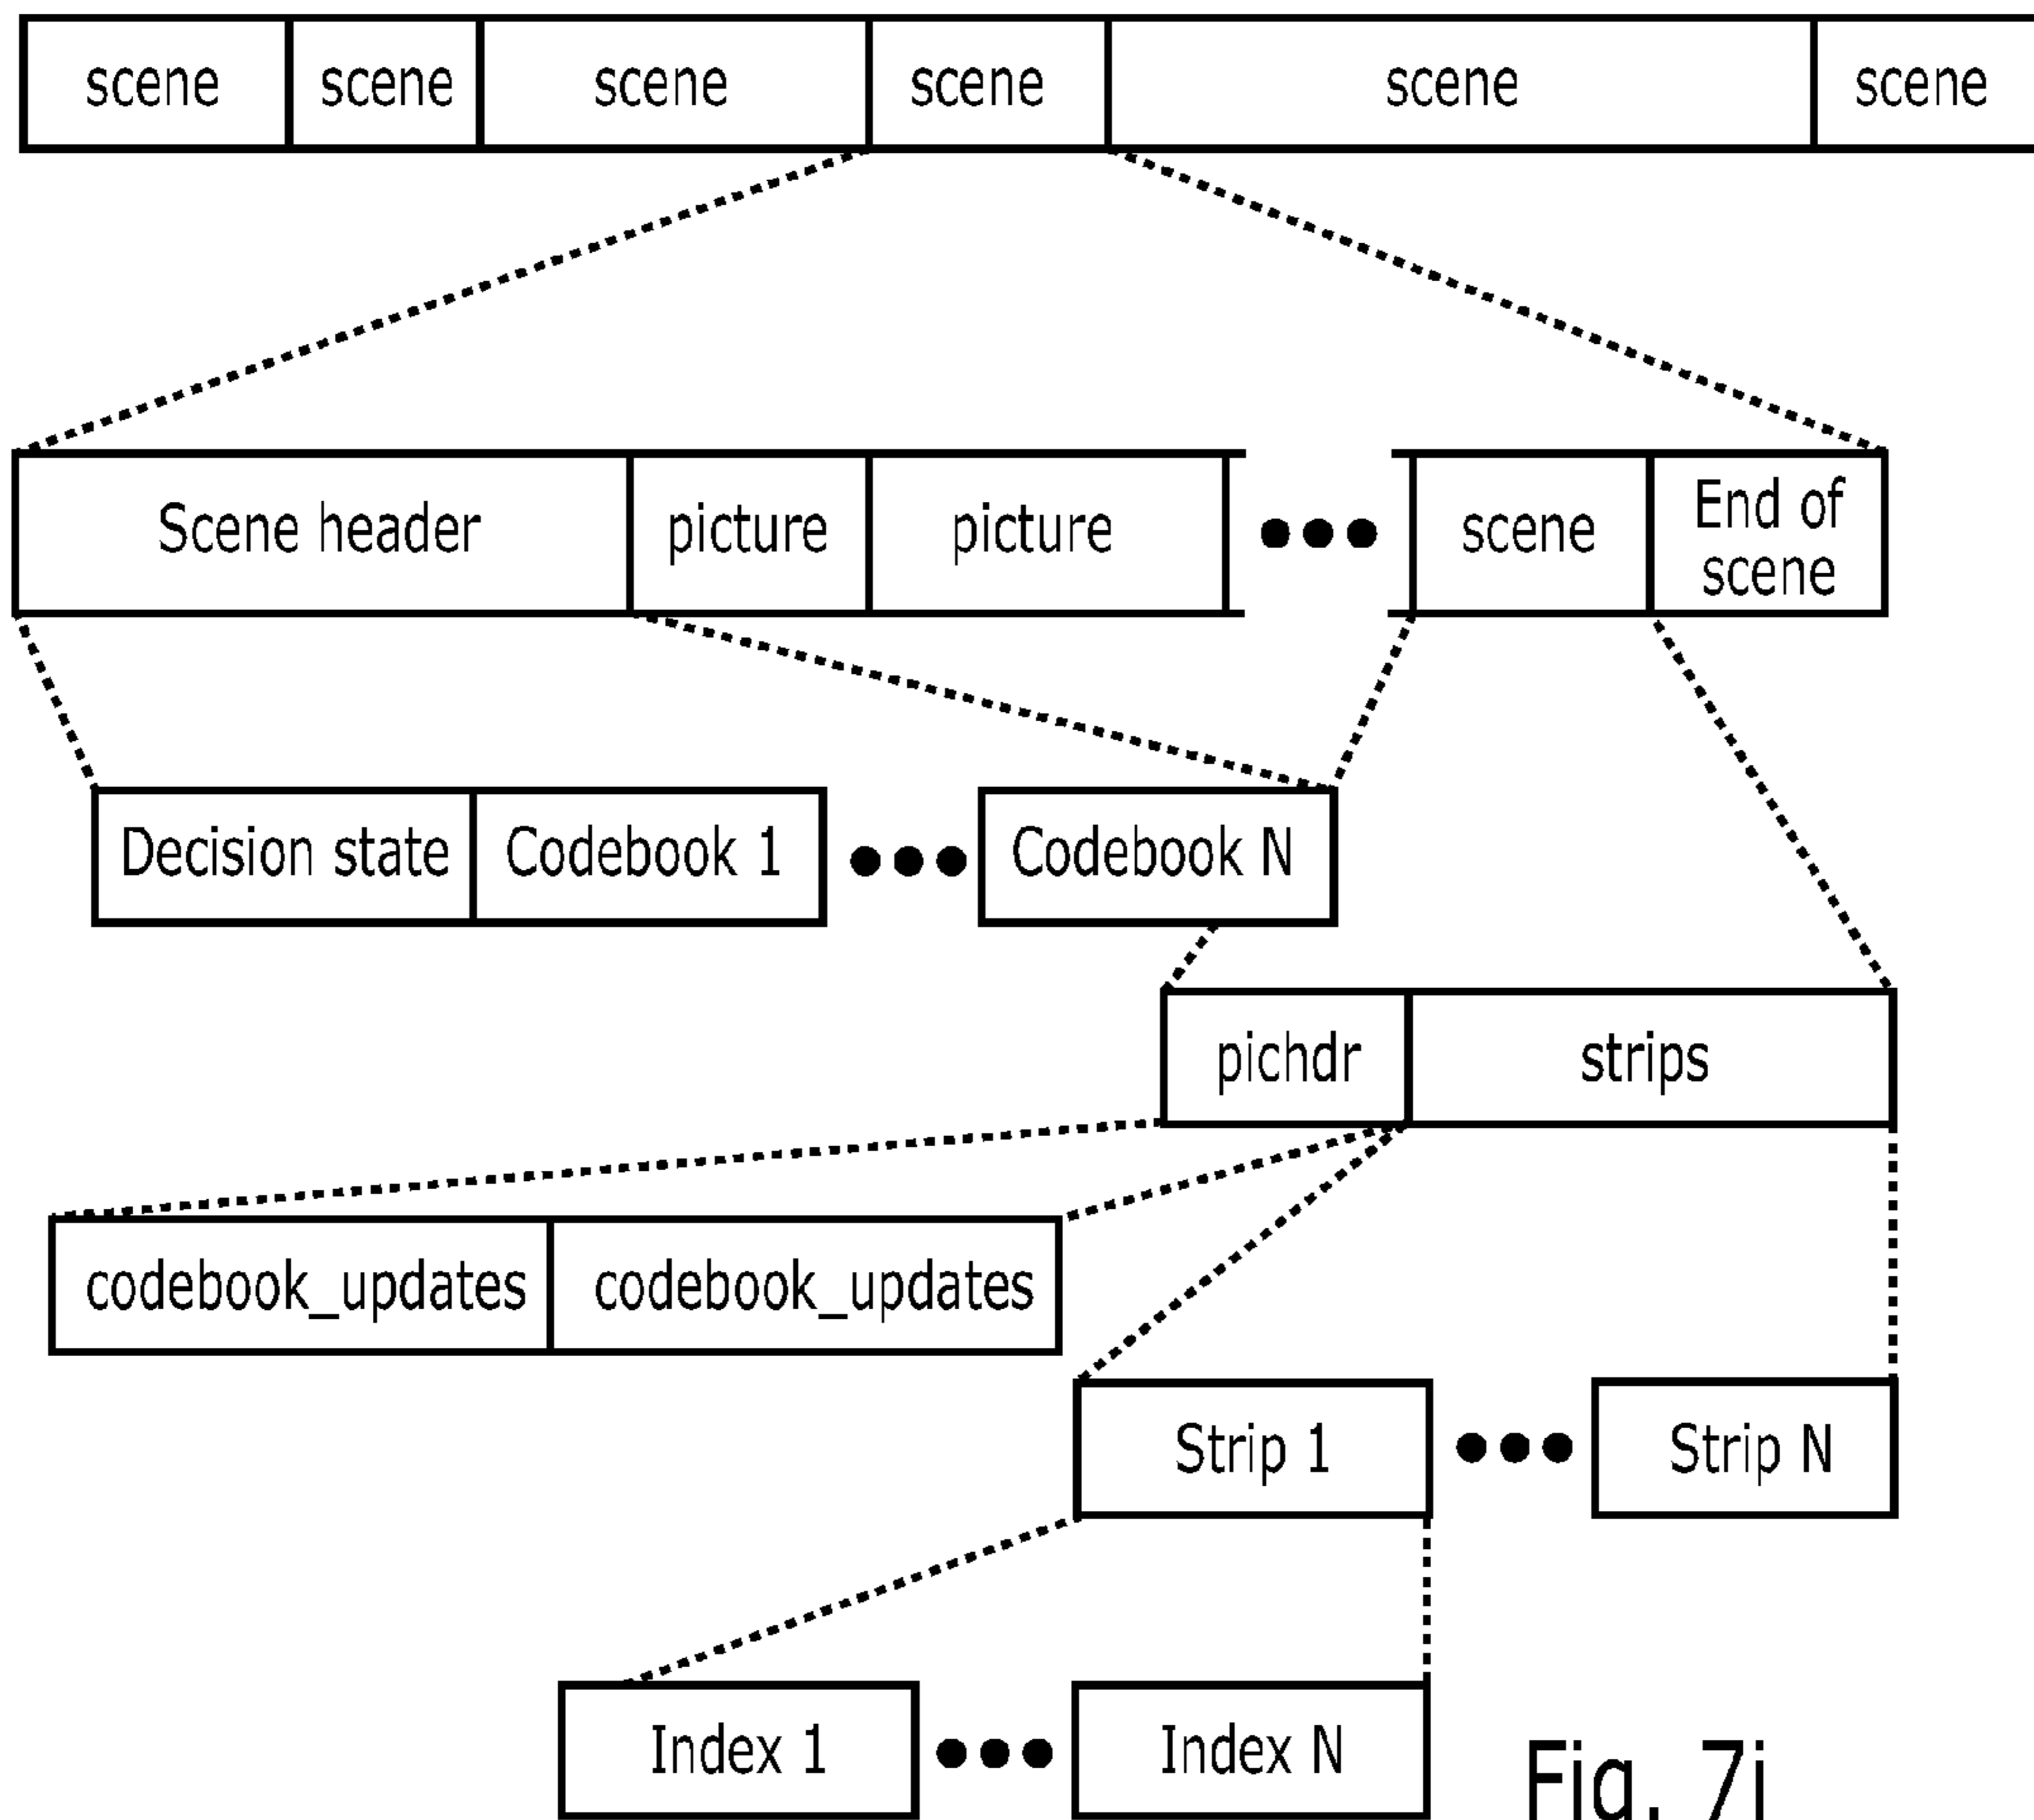 scene scene scene scene scene scene
Scene header picture picture scene End of
scene
Decision state Codebook 1 Codebook N
pichdr strips
codebook_updates codebook_updates
Strip 1 Strip N
Index 1 Index N
Fig. 7i